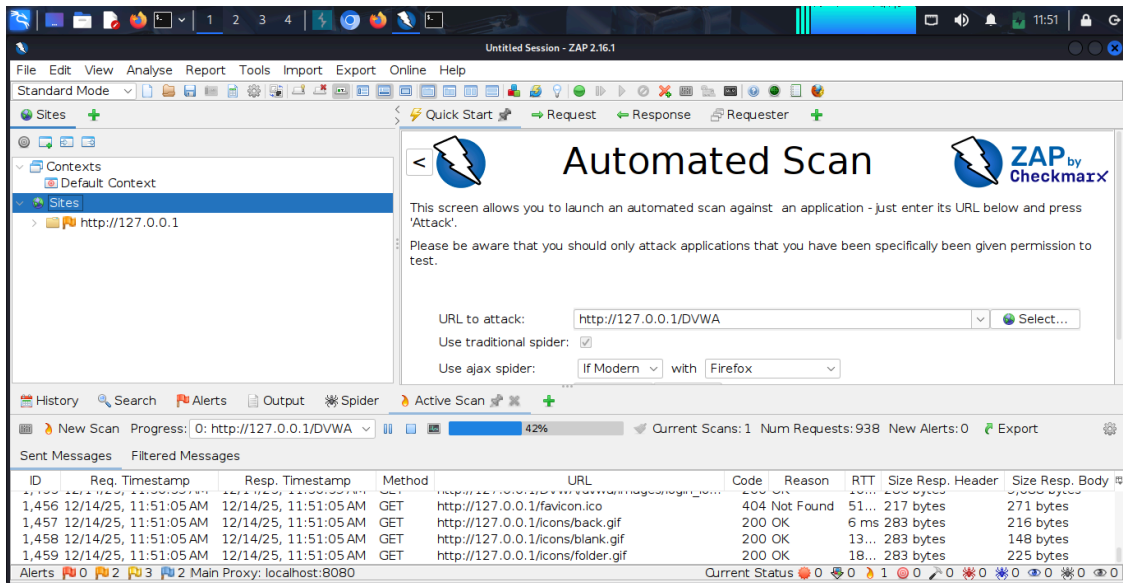 1 2 3 4 11:51
Untitled Session - ZAP 2.16.1
File Edit View Analyse Report Tools Import Export Online Help
Standard Mode
Sites
Quick Start Request Response Requester
Contexts
Default Context
Sites
http://127.0.0.1
<
Automated Scan
ZAP by
Checkmarx
This screen allows you to launch an automated scan against an application - just enter its URL below and press
'Attack'.
Please be aware that you should only attack applications that you have been specifically been given permission to
test.
URL to attack: http://127.0.0.1/DVWA Select...
Use traditional spider:
Use ajax spider: If Modern with Firefox
History Search Alerts Output Spider Active Scan
New Scan Progress: 0: http://127.0.0.1/DVWA 42% Current Scans: 1 Num Requests: 938 New Alerts: 0 Export
Sent Messages Filtered Messages
ID Req. Timestamp Resp. Timestamp Method URL Code Reason RTT Size Resp. Header Size Resp. Body
1,456 12/14/25, 11:51:05 AM 12/14/25, 11:51:05 AM GET http://127.0.0.1/favicon.ico 404 Not Found 51... 217 bytes 271 bytes
1,457 12/14/25, 11:51:05 AM 12/14/25, 11:51:05 AM GET http://127.0.0.1/icons/back.gif 200 OK 6 ms 283 bytes 216 bytes
1,458 12/14/25, 11:51:05 AM 12/14/25, 11:51:05 AM GET http://127.0.0.1/icons/blank.gif 200 OK 13... 283 bytes 148 bytes
1,459 12/14/25, 11:51:05 AM 12/14/25, 11:51:05 AM GET http://127.0.0.1/icons/folder.gif 200 OK 18... 283 bytes 225 bytes
Alerts 0 2 3 2 Main Proxy: localhost:8080 Current Status 0 0 1 0 0 0 0 0 0 0